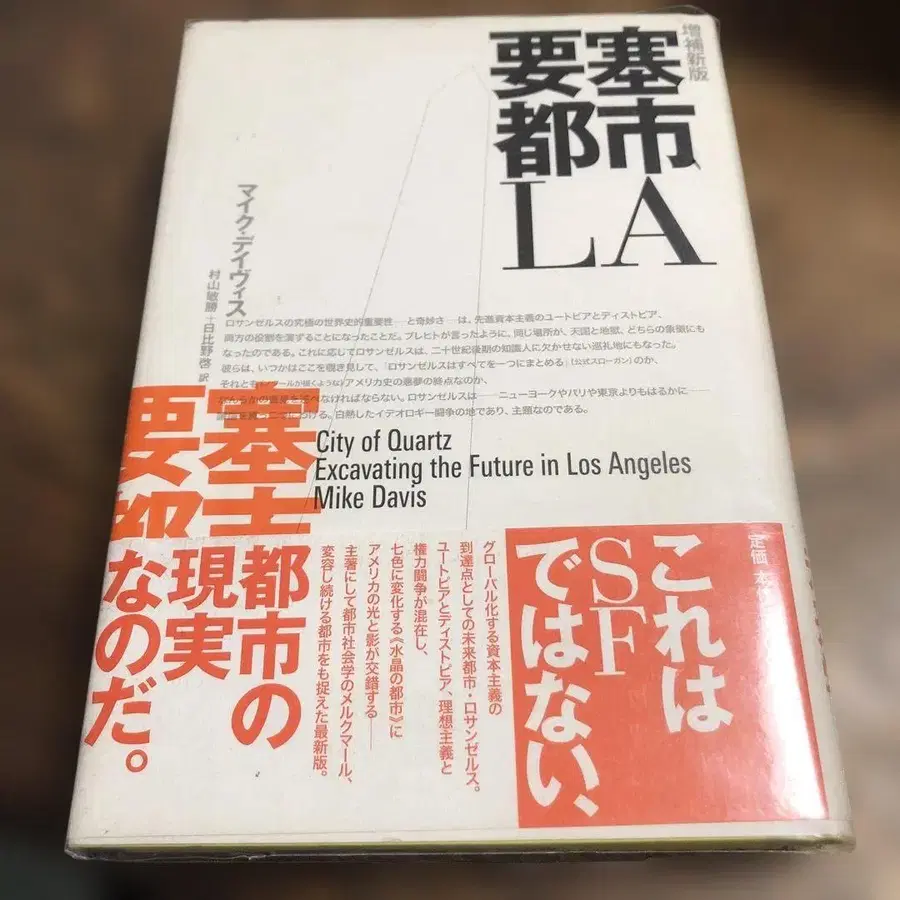 増補新版
要塞
都市
LA
マイク・デイヴィス
村山敏勝+日比野啓 訳
ロサンゼルスの究極の世界史的重要性――と奇妙さ――は、先進資本主義のユートピアとディストピア、
両方の役割を演ずることになったことだ。ブレヒトが言ったように、同じ場所が、天国と地獄、どちらの象徴にも
なったのである。これに応じてロサンゼルスは、二十世紀後期の知識人に欠かせない巡礼地にもなった。
彼らは、いつかはここを覗き見して、「ロサンゼルスはすべてを一つにまとめる」(公式スローガン)のか、
それとも アメリカ史の悪夢の終点なのか、
なければならない。ロサンゼルスは――ニューヨークやパリや東京よりもはるかに――
白熱したイデオロギー闘争の地であり、主題なのである。
City of Quartz
Excavating the Future in Los Angeles
Mike Davis
定価
これは
SF
ではない、
グローバル化する資本主義の
到達点としての未来都市・ロサンゼルス。
ユートピアとディストピア、理想主義と
権力闘争が混在し、
七色に変化する《水晶の都市》に
アメリカの光と影が交錯する――
主著にして都市社会学のメルクマール、
変容し続ける都市をも捉えた最新版。
要塞
都市の
現実
なのだ。